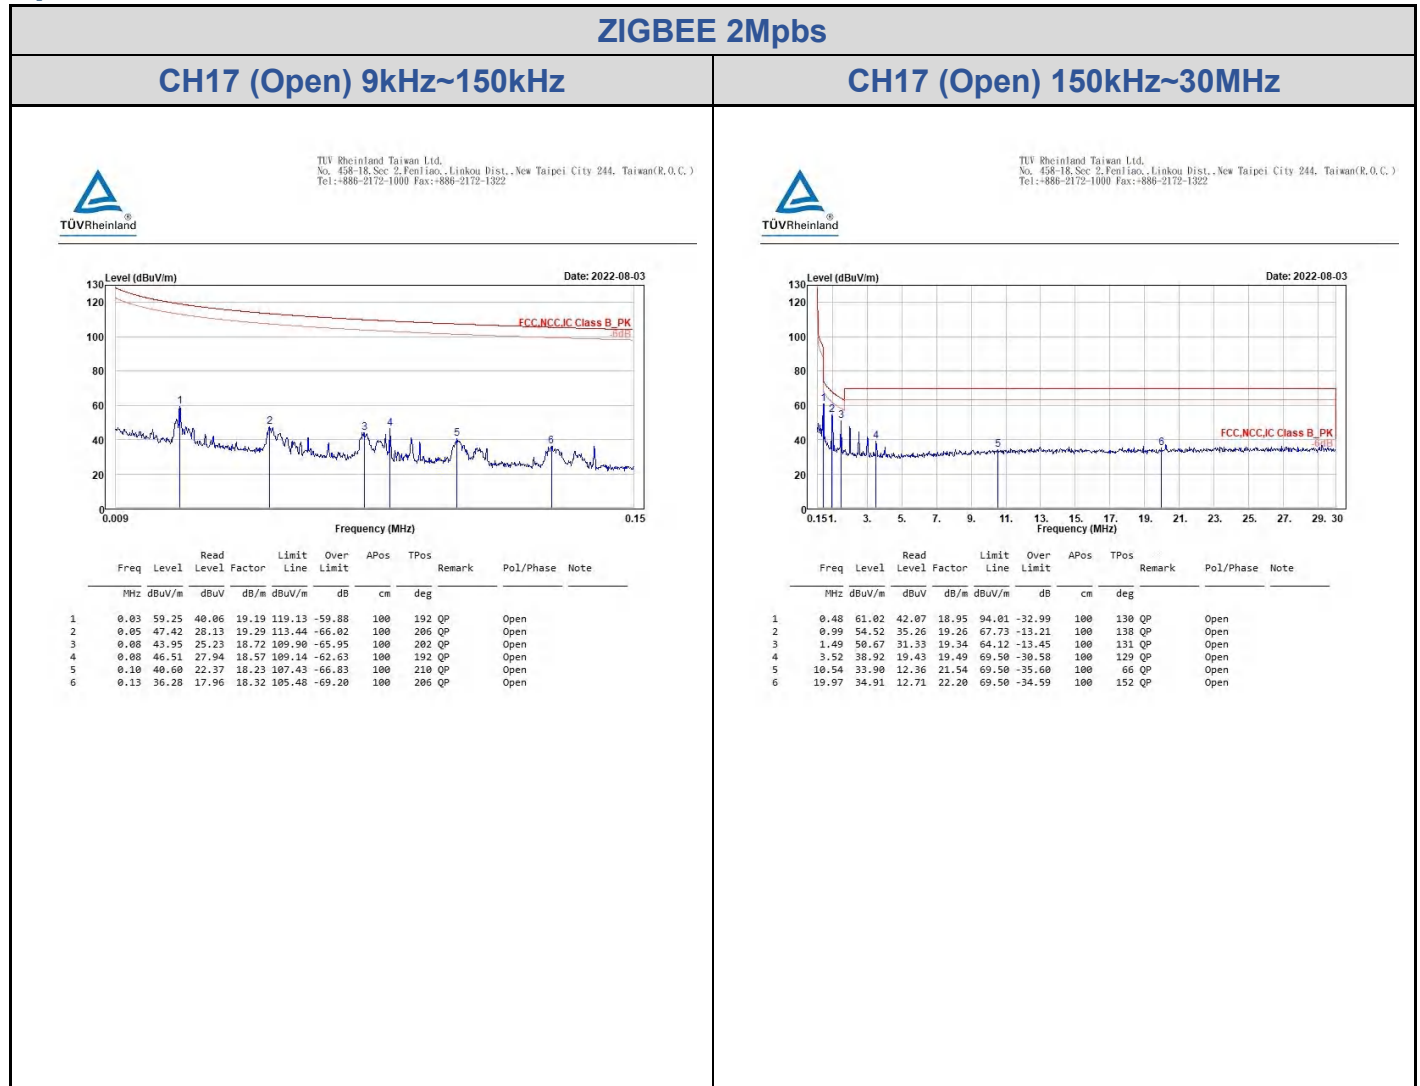 ZIGBEE 2Mpbs
CH17 (Open) 9kHz~150kHz
TUV Rheinland Taiwan Ltd.
No. 458-18,Sec 2,Fenliao.,Linkou Dist.,New Taipei City 244, Taiwan(R.O.C.)
Tel:+886-2172-1000 Fax:+886-2172-1322
TÜVRheinland®
Level (dBuV/m) Date: 2022-08-03
130
120
100
80
60
40
20
0
FCC,NCC,IC Class B_PK
-6dB
1 2 3 4 5 6
0.009 0.15
Frequency (MHz)
Read Limit Over APos TPos
Freq Level Level Factor Line Limit Remark Pol/Phase Note
MHz dBuV/m dBuV dB/m dBuV/m dB cm deg
1 0.03 59.25 40.06 19.19 119.13 -59.88 100 192 QP Open
2 0.05 47.42 28.13 19.29 113.44 -66.02 100 206 QP Open
3 0.08 43.95 25.23 18.72 109.90 -65.95 100 202 QP Open
4 0.08 46.51 27.94 18.57 109.14 -62.63 100 192 QP Open
5 0.10 40.60 22.37 18.23 107.43 -66.83 100 210 QP Open
6 0.13 36.28 17.96 18.32 105.48 -69.20 100 206 QP Open
CH17 (Open) 150kHz~30MHz
TUV Rheinland Taiwan Ltd.
No. 458-18,Sec 2,Fenliao.,Linkou Dist.,New Taipei City 244, Taiwan(R.O.C.)
Tel:+886-2172-1000 Fax:+886-2172-1322
TÜVRheinland®
Level (dBuV/m) Date: 2022-08-03
130
120
100
80
60
40
20
0
FCC,NCC,IC Class B_PK
-6dB
1 2 3 4 5 6
0.151. 3. 5. 7. 9. 11. 13. 15. 17. 19. 21. 23. 25. 27. 29. 30
Frequency (MHz)
Read Limit Over APos TPos
Freq Level Level Factor Line Limit Remark Pol/Phase Note
MHz dBuV/m dBuV dB/m dBuV/m dB cm deg
1 0.48 61.02 42.07 18.95 94.01 -32.99 100 130 QP Open
2 0.99 54.52 35.26 19.26 67.73 -13.21 100 138 QP Open
3 1.49 50.67 31.33 19.34 64.12 -13.45 100 131 QP Open
4 3.52 38.92 19.43 19.49 69.50 -30.58 100 129 QP Open
5 10.54 33.90 12.36 21.54 69.50 -35.60 100 66 QP Open
6 19.97 34.91 12.71 22.20 69.50 -34.59 100 152 QP Open